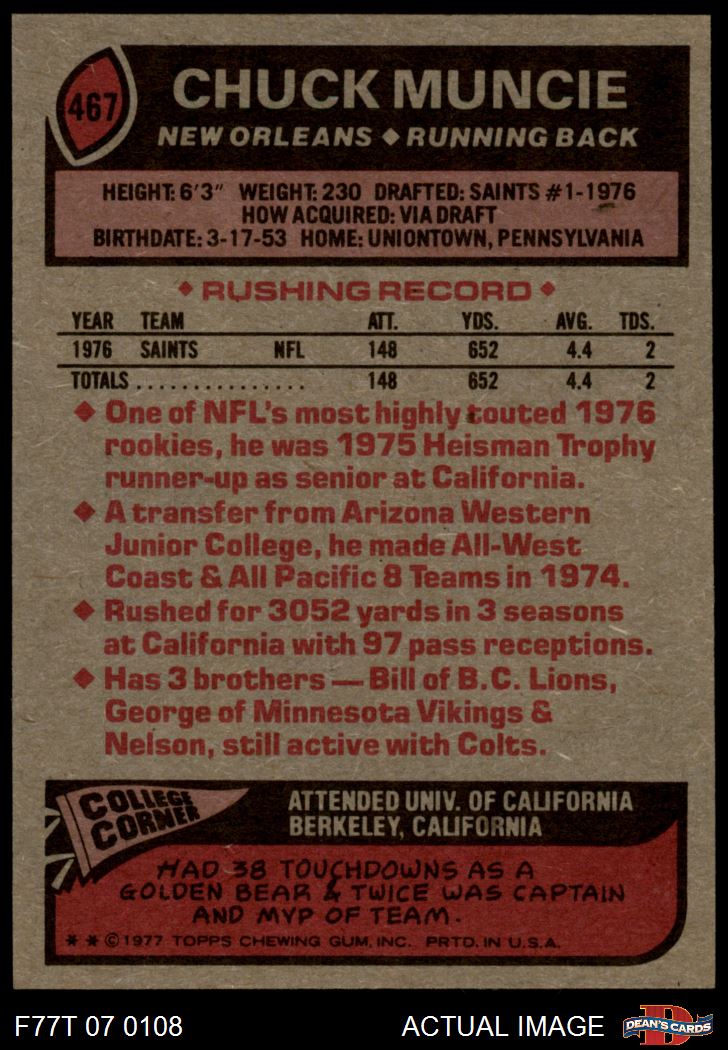 467
CHUCK MUNCIE
NEW ORLEANS ◆ RUNNING BACK
HEIGHT: 6'3" WEIGHT: 230 DRAFTED: SAINTS #1-1976
HOW ACQUIRED: VIA DRAFT
BIRTHDATE: 3-17-53 HOME: UNIONTOWN, PENNSYLVANIA
◆ RUSHING RECORD ◆
YEAR TEAM ATT. YDS. AVG. TDS.
1976 SAINTS NFL 148 652 4.4 2
TOTALS ............... 148 652 4.4 2
◆ One of NFL's most highly touted 1976
rookies, he was 1975 Heisman Trophy
runner-up as senior at California.
◆ A transfer from Arizona Western
Junior College, he made All-West
Coast & All Pacific 8 Teams in 1974.
◆ Rushed for 3052 yards in 3 seasons
at California with 97 pass receptions.
◆ Has 3 brothers — Bill of B.C. Lions,
George of Minnesota Vikings &
Nelson, still active with Colts.
COLLEGE
CORNER
ATTENDED UNIV. OF CALIFORNIA
BERKELEY, CALIFORNIA
HAD 38 TOUCHDOWNS AS A
GOLDEN BEAR & TWICE WAS CAPTAIN
AND MVP OF TEAM.
* * © 1977 TOPPS CHEWING GUM, INC. PRTD. IN U.S.A.
F77T 07 0108
ACTUAL IMAGE
D
DEAN'S CARDS